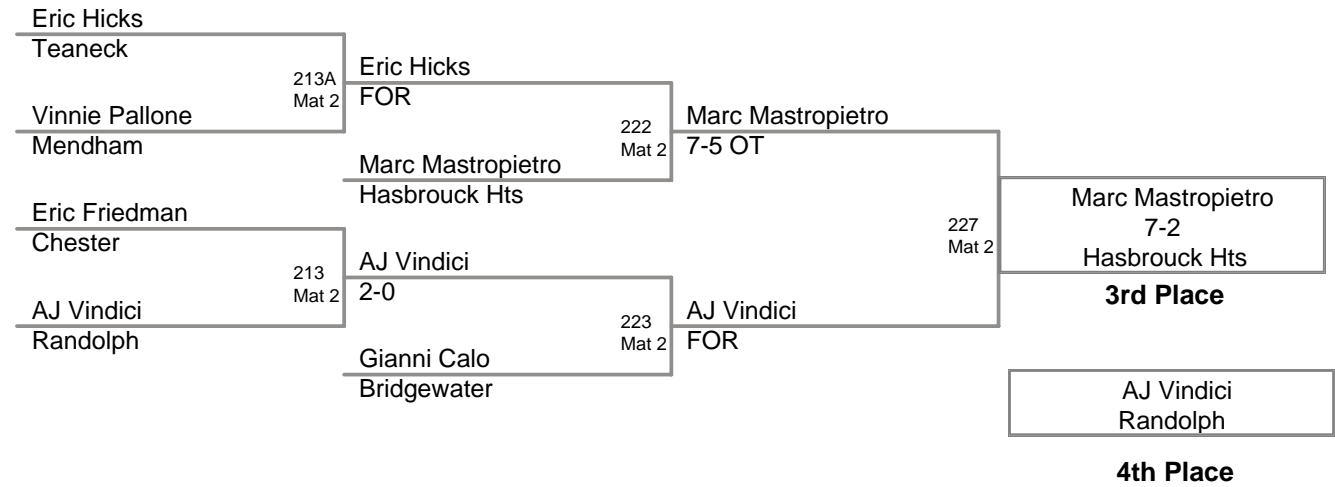 Eric Hicks
Teaneck
213A
Mat 2
Vinnie Pallone
Mendham
Eric Friedman
Chester
213
Mat 2
AJ Vindici
Randolph
Eric Hicks
FOR
222
Mat 2
Marc Mastropietro
Hasbrouck Hts
AJ Vindici
2-0
223
Mat 2
Gianni Calo
Bridgewater
Marc Mastropietro
7-5 OT
227
Mat 2
AJ Vindici
FOR
Marc Mastropietro
7-2
Hasbrouck Hts
3rd Place
AJ Vindici
Randolph
4th Place